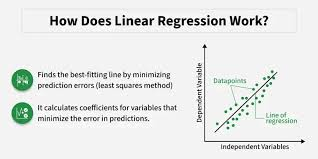 How Does Linear Regression Work?
Finds the best-fitting line by minimizing
prediction errors (least squares method)
It calculates coefficients for variables that
minimize the error in predictions.
Dependent Variable
Datapoints
Line of
regression
Independent Variables